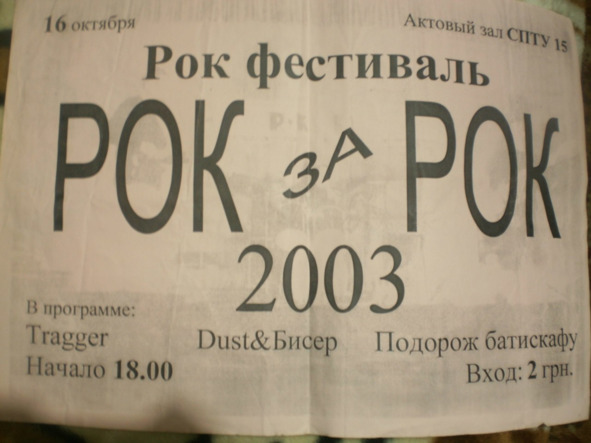 16 октября
Актовый зал СПТУ 15
Рок фестиваль
РОК ЗА РОК
2003
В программе:
Tragger Dust&Бисер Подорож батискафу
Начало 18.00 Вход: 2 грн.